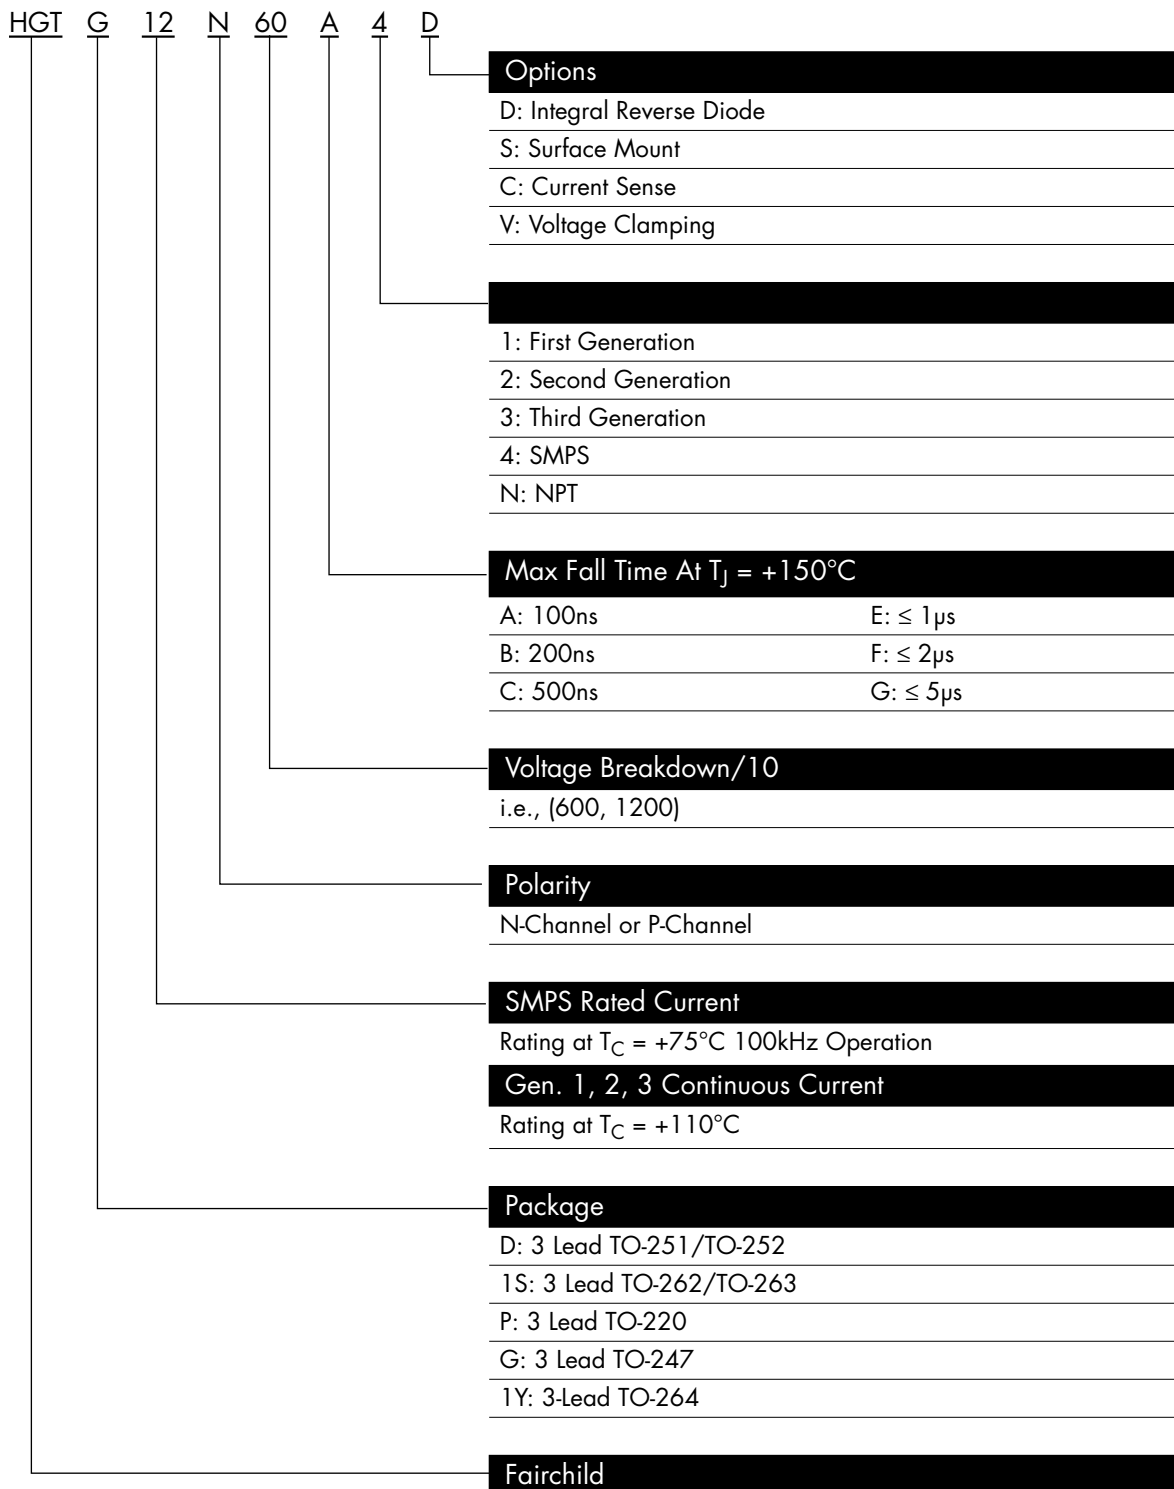 HGT G 12 N 60 A 4 D
Options
D: Integral Reverse Diode
S: Surface Mount
C: Current Sense
V: Voltage Clamping
1: First Generation
2: Second Generation
3: Third Generation
4: SMPS
N: NPT
Max Fall Time At TJ = +150°C
A: 100ns E: ≤ 1µs
B: 200ns F: ≤ 2µs
C: 500ns G: ≤ 5µs
Voltage Breakdown/10
i.e., (600, 1200)
Polarity
N-Channel or P-Channel
SMPS Rated Current
Rating at TC = +75°C 100kHz Operation
Gen. 1, 2, 3 Continuous Current
Rating at TC = +110°C
Package
D: 3 Lead TO-251/TO-252
1S: 3 Lead TO-262/TO-263
P: 3 Lead TO-220
G: 3 Lead TO-247
1Y: 3-Lead TO-264
Fairchild